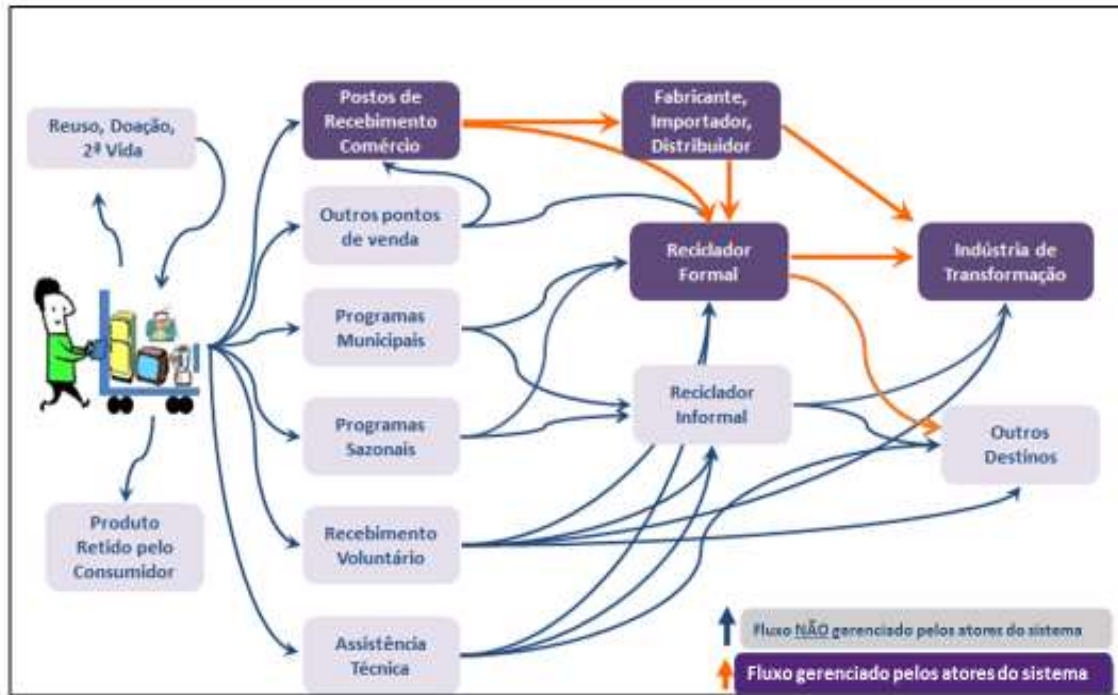 Reuso, Doação,
2ª Vida
Produto
Retido pelo
Consumidor
Postos de
Recebimento
Comércio
Outros pontos
de venda
Programas
Municipais
Programas
Sazonais
Recebimento
Voluntário
Assistência
Técnica
Fabricante,
Importador,
Distribuidor
Reciclador
Formal
Reciclador
Informal
Indústria de
Transformação
Outros
Destinos
Fluxo NÃO gerenciado pelos atores do sistema
Fluxo gerenciado pelos atores do sistema